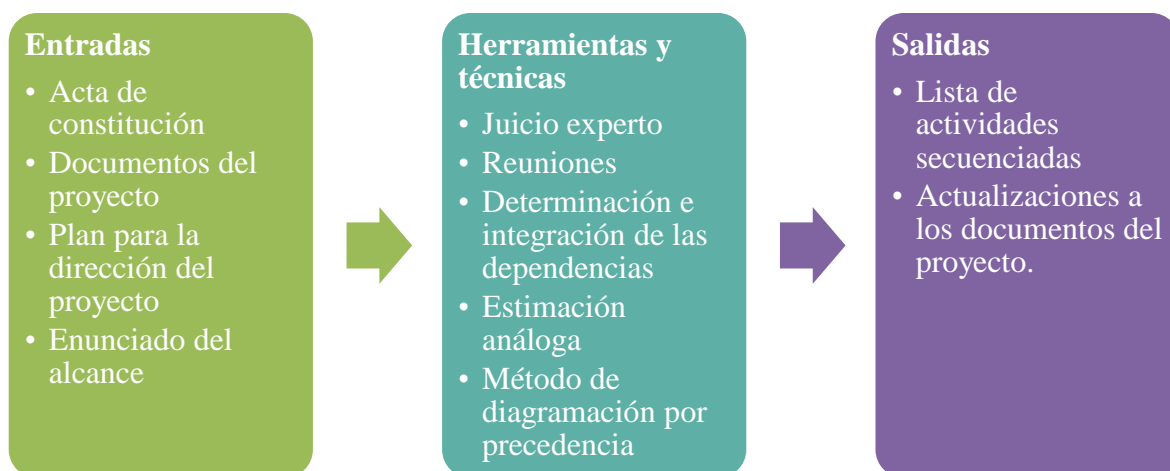 Entradas
• Acta de
constitución
• Documentos del
proyecto
• Plan para la
dirección del
proyecto
• Enunciado del
alcance
Herramientas y
técnicas
• Juicio experto
• Reuniones
• Determinación e
integración de las
dependencias
• Estimación
análoga
• Método de
diagramación por
precedencia
Salidas
• Lista de
actividades
secuenciadas
• Actualizaciones a
los documentos del
proyecto.